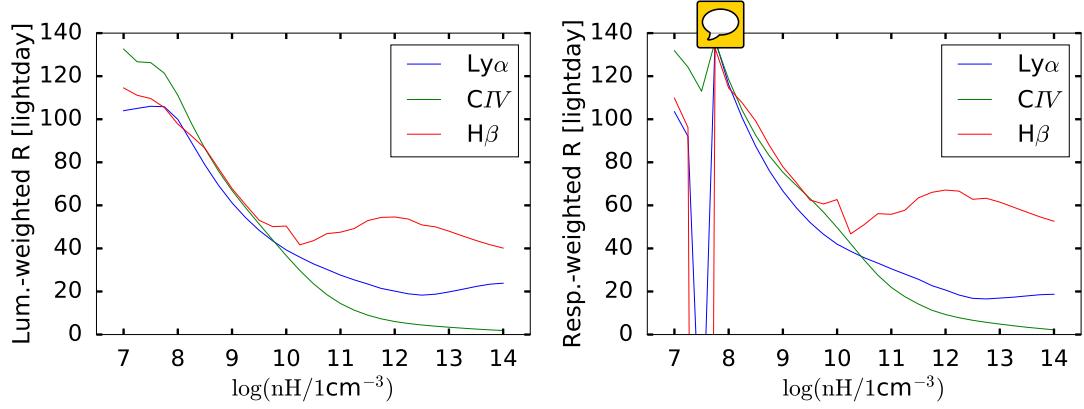 Lum.-weighted R [lightday]
140
120
100
80
60
40
20
0
7 8 9 10 11 12 13 14
log(nH/1cm⁻³)
Lyα
CIV
Hβ
Resp.-weighted R [lightday]
140
120
100
80
60
40
20
0
7 8 9 10 11 12 13 14
log(nH/1cm⁻³)
Lyα
CIV
Hβ